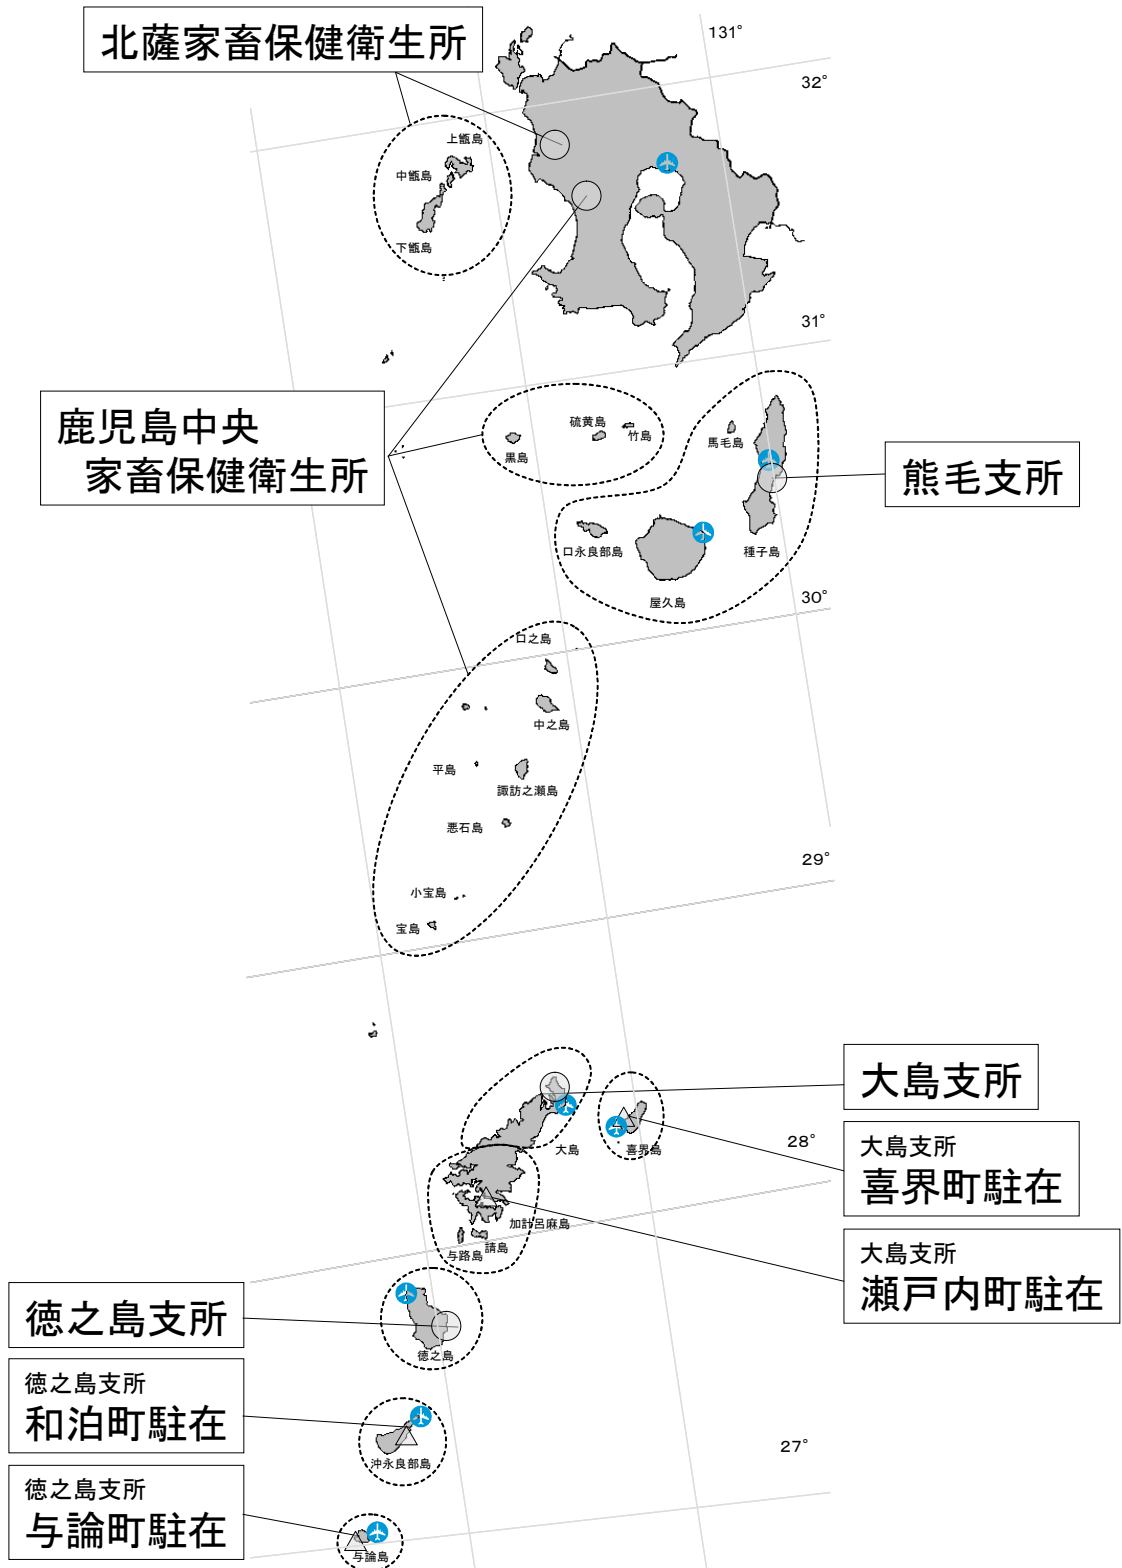 北薩家畜保健衛生所
131°
32°
上甑島
中甑島
下甑島
31°
鹿児島中央
家畜保健衛生所
硫黄島
竹島
黒島
馬毛島
熊毛支所
口永良部島
種子島
屋久島
30°
口之島
中之島
平島
諏訪之瀬島
悪石島
29°
小宝島
宝島
大島支所
大島
喜界島
28°
大島支所
喜界町駐在
加計呂麻島
請島
与路島
大島支所
瀬戸内町駐在
徳之島支所
徳之島
徳之島支所
和泊町駐在
沖永良部島
27°
徳之島支所
与論町駐在
与論島